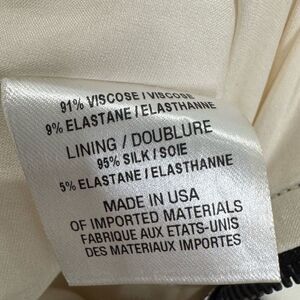 91% VISCOSE / VISCOSE
9% ELASTANE / ELASTHANNE
LINING / DOUBLURE
95% SILK / SOIE
5% ELASTANE / ELASTHANNE
MADE IN USA
OF IMPORTED MATERIALS
FABRIQUE AUX ETATS-UNIS
DES MATERIAUX IMPORTES